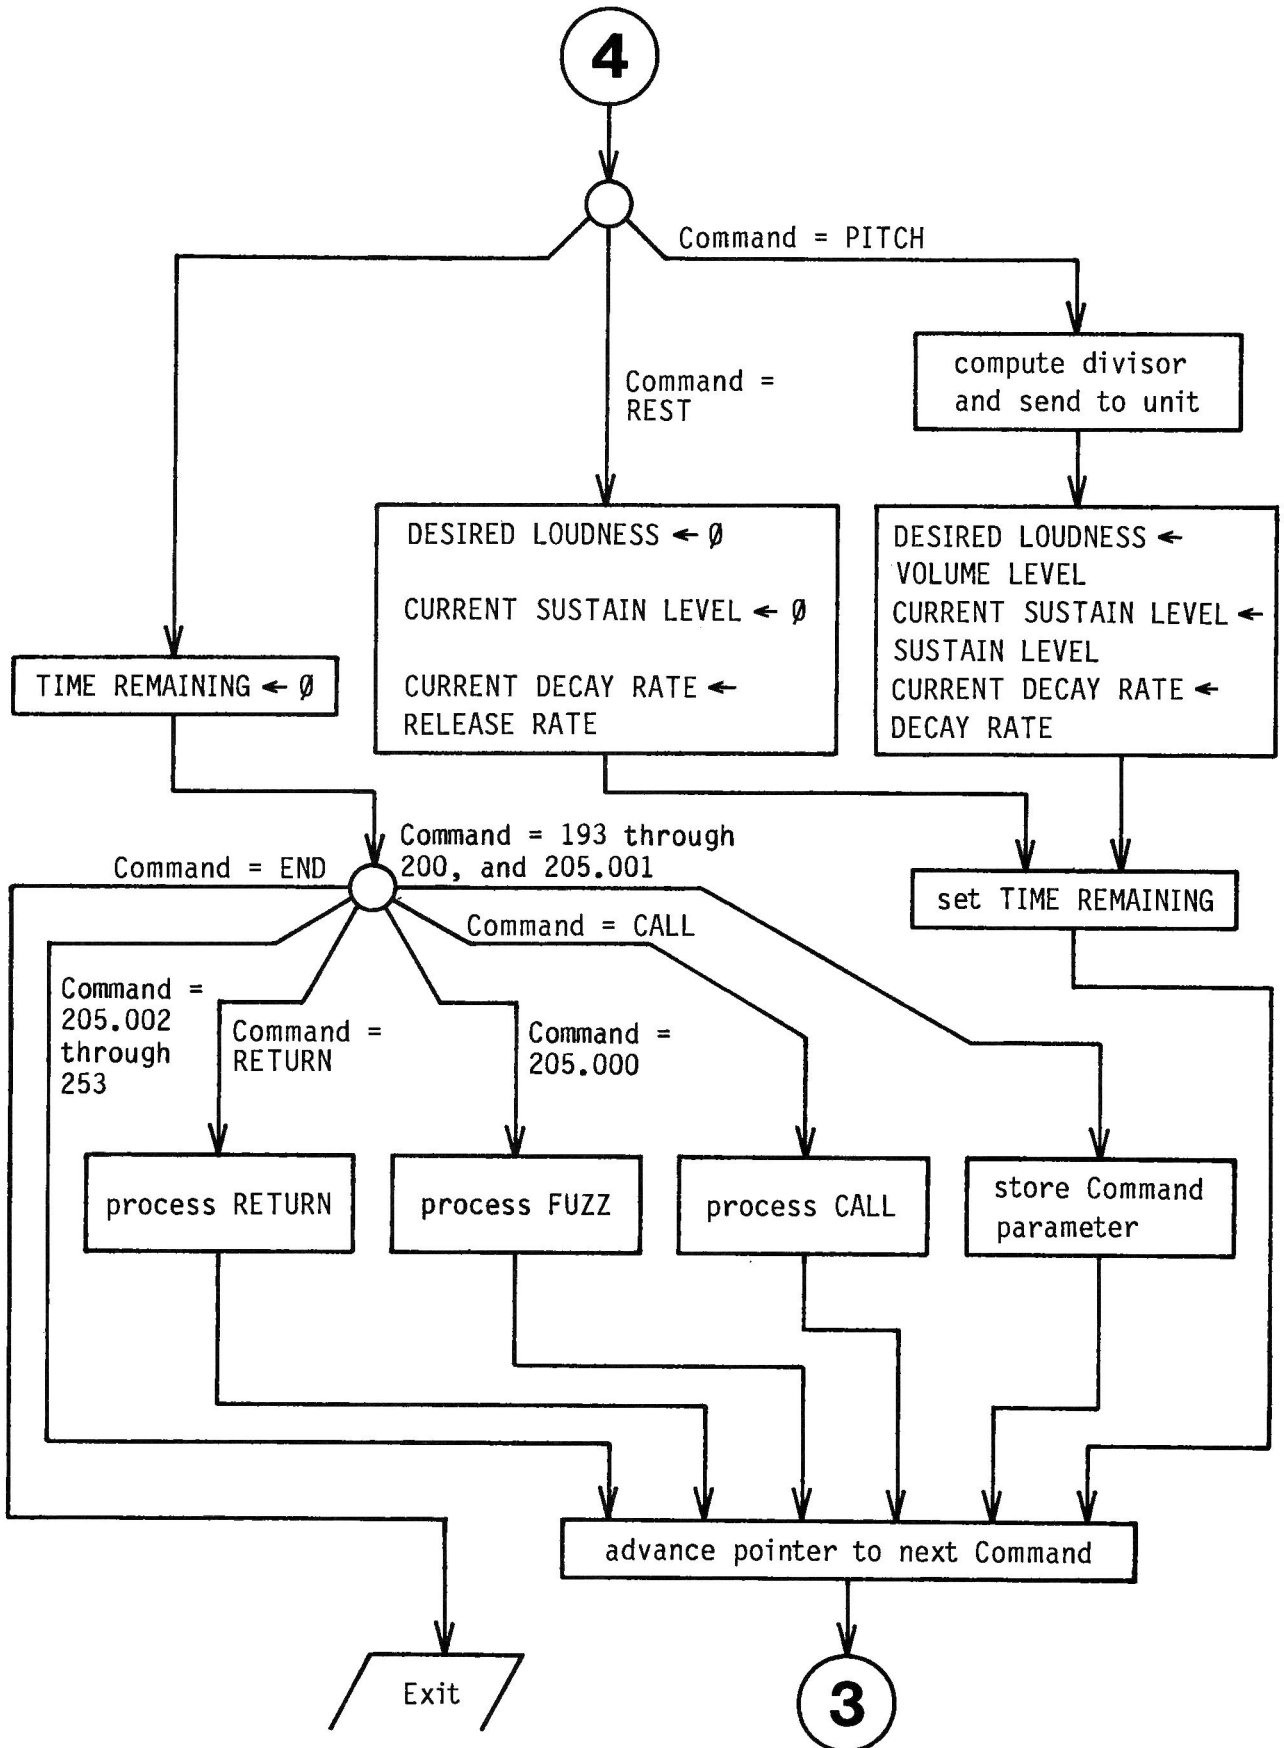 4
Command = PITCH
compute divisor
and send to unit
Command =
REST
DESIRED LOUDNESS ← Ø
CURRENT SUSTAIN LEVEL ← Ø
CURRENT DECAY RATE ←
RELEASE RATE
DESIRED LOUDNESS ←
VOLUME LEVEL
CURRENT SUSTAIN LEVEL ←
SUSTAIN LEVEL
CURRENT DECAY RATE ←
DECAY RATE
TIME REMAINING ← Ø
set TIME REMAINING
Command = END
Command = 193 through
200, and 205.001
Command = CALL
Command =
205.002
through
253
Command =
RETURN
Command =
205.000
process RETURN
process FUZZ
process CALL
store Command
parameter
advance pointer to next Command
Exit
3